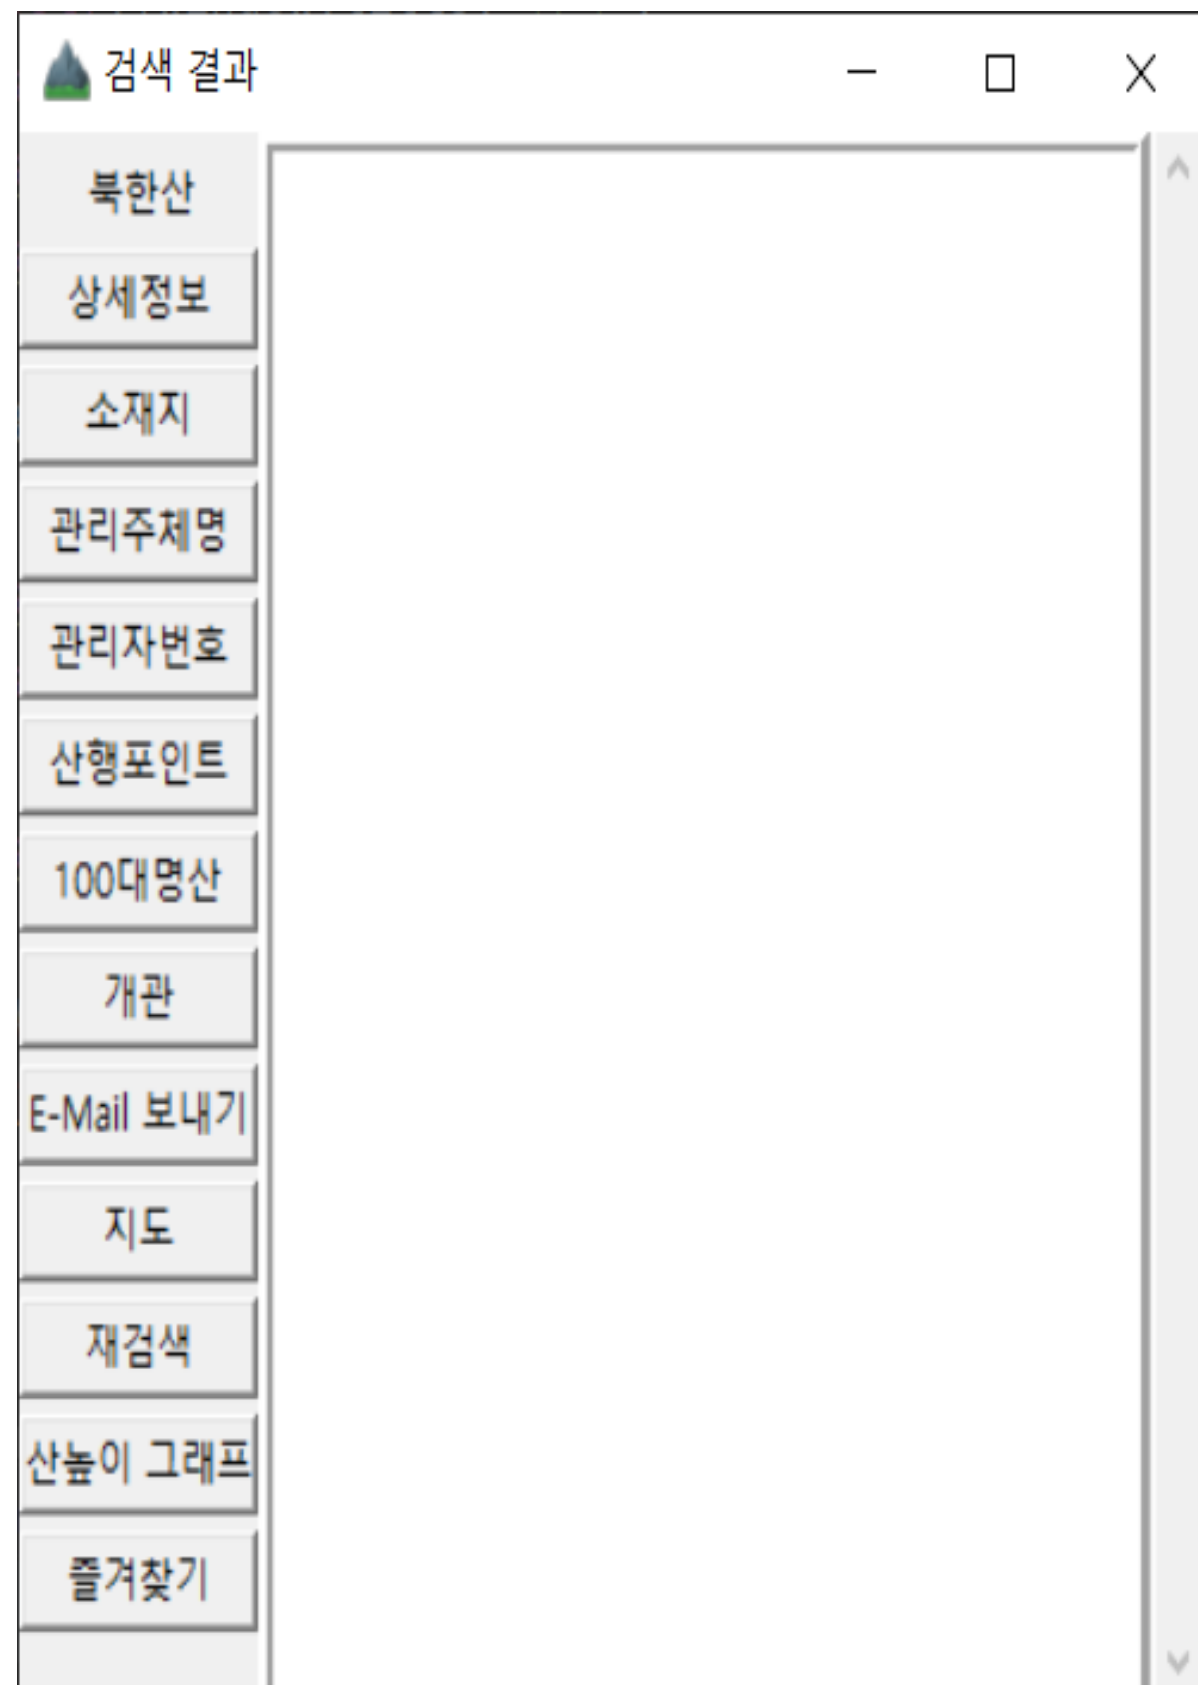 검색 결과
북한산
상세정보
소재지
관리주체명
관리자번호
산행포인트
100대명산
개관
E-Mail 보내기
지도
재검색
산높이 그래프
즐겨찾기